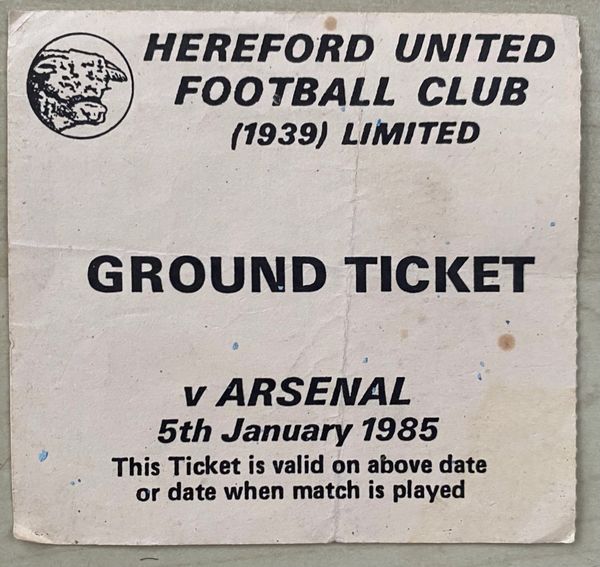 HEREFORD UNITED
FOOTBALL CLUB
(1939) LIMITED
GROUND TICKET
v ARSENAL
5th January 1985
This Ticket is valid on above date
or date when match is played